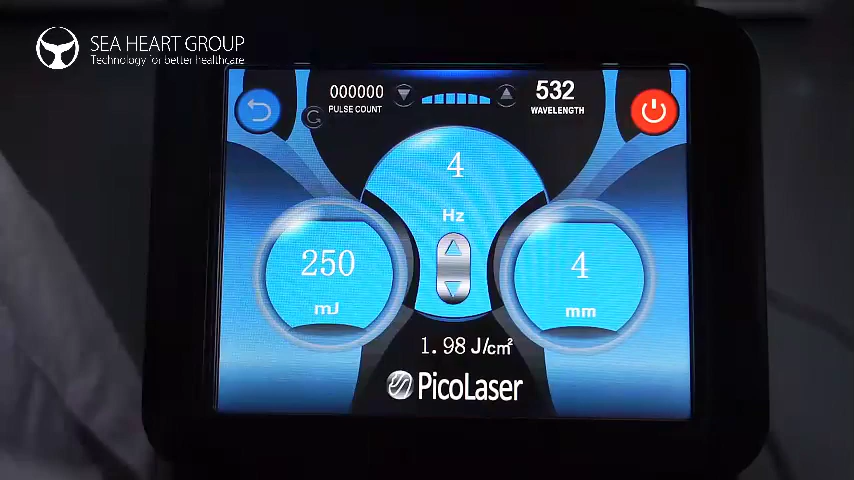 SEA HEART GROUP
Technology for better healthcare
000000
PULSE COUNT
532
WAVELENGTH
4
Hz
250
mJ
4
mm
1.98 J/cm²
PicoLaser